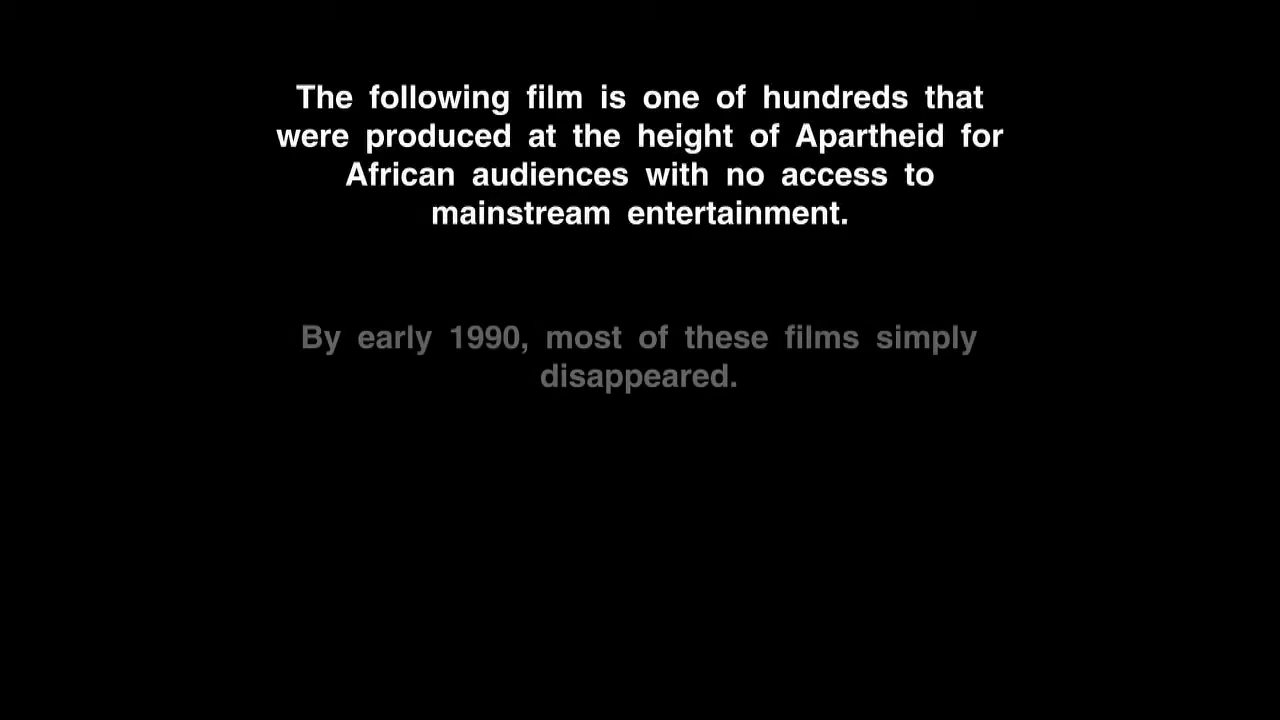 The following film is one of hundreds that
were produced at the height of Apartheid for
African audiences with no access to
mainstream entertainment.
By early 1990, most of these films simply
disappeared.